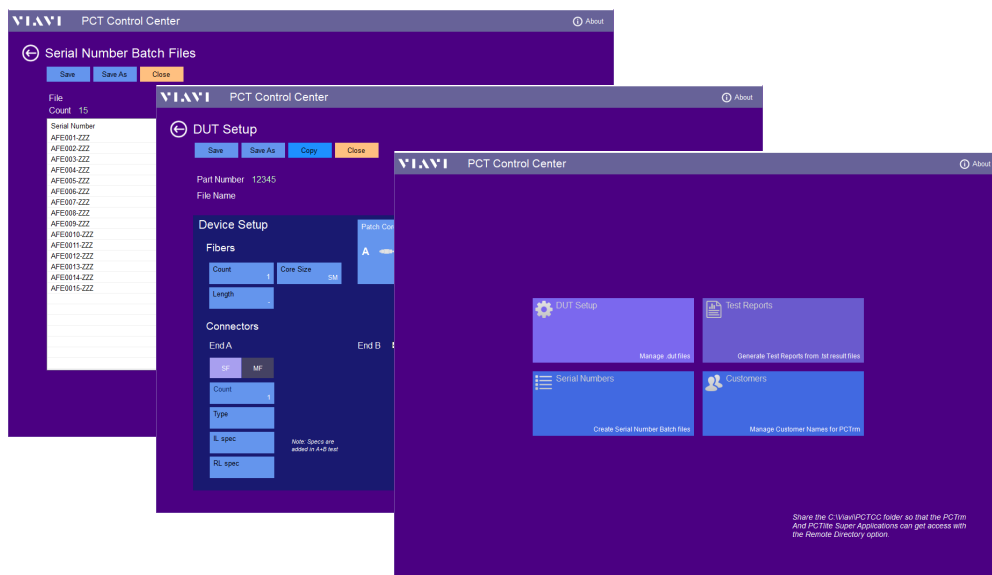 VIAVI PCT Control Center About
Serial Number Batch Files
Save Save As Close
File
Count 15
Serial Number
AFE001-ZZZ
AFE002-ZZZ
AFE003-ZZZ
AFE004-ZZZ
AFE005-ZZZ
AFE006-ZZZ
AFE007-ZZZ
AFE008-ZZZ
AFE009-ZZZ
AFE0010-ZZZ
AFE0011-ZZZ
AFE0012-ZZZ
AFE0013-ZZZ
AFE0014-ZZZ
AFE0015-ZZZ
VIAVI PCT Control Center About
DUT Setup
Save Save As Copy Close
Part Number 12345
File Name
Device Setup
Patch Con
Fibers
A
Count 1 Core Size SM
Length -
Connectors
End A End B
SF MF
Count 1
Type
IL spec
RL spec
Note: Specs are
added in A+B test
VIAVI PCT Control Center About
DUT Setup
Manage .dut files
Test Reports
Generate Test Reports from .tst result files
Serial Numbers
Create Serial Number Batch files
Customers
Manage Customer Names for PCTrm
Share the C:\Viavi\PCTCC folder so that the PCTrm
And PCTlite Super Applications can get access with
the Remote Directory option.